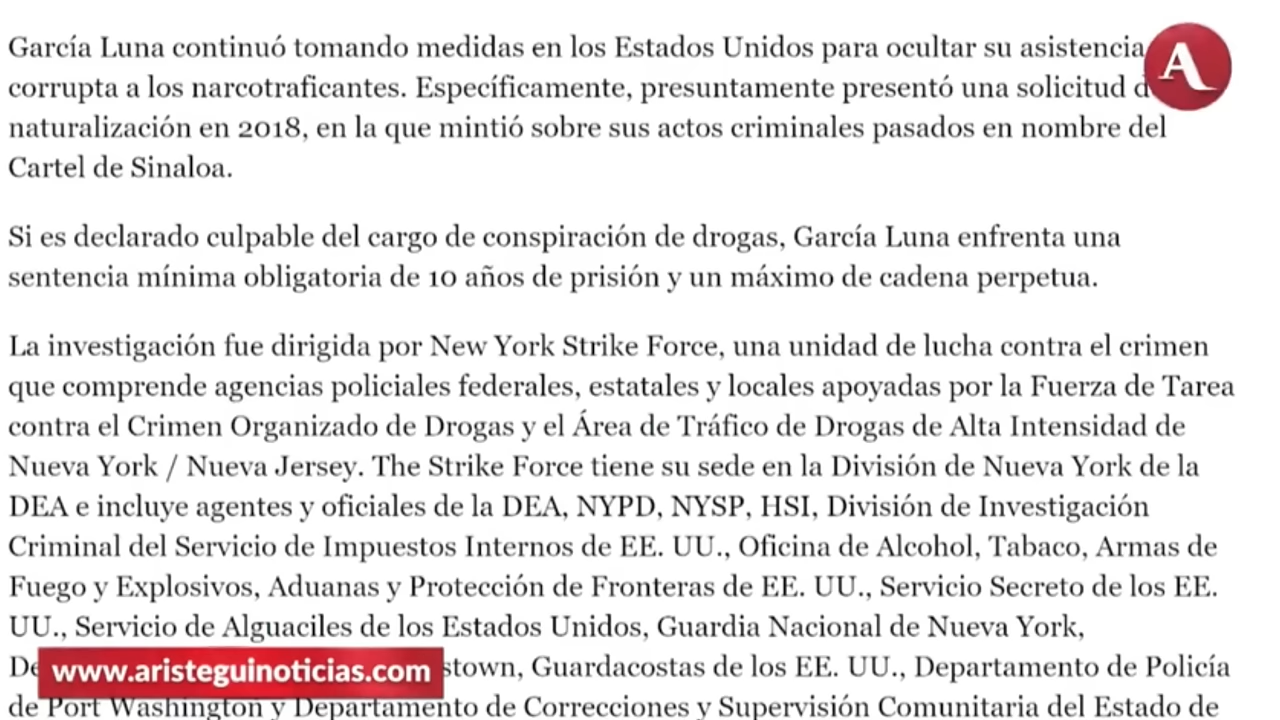 García Luna continuó tomando medidas en los Estados Unidos para ocultar su asistencia
A
corrupta a los narcotraficantes. Específicamente, presuntamente presentó una solicitud
naturalización en 2018, en la que mintió sobre sus actos criminales pasados en nombre del
Cartel de Sinaloa.
Si es declarado culpable del cargo de conspiración de drogas, García Luna enfrenta una
sentencia mínima obligatoria de 10 años de prisión y un máximo de cadena perpetua.
La investigación fue dirigida por New York Strike Force, una unidad de lucha contra el crimen
que comprende agencias policiales federales, estatales y locales apoyadas por la Fuerza de Tarea
contra el Crimen Organizado de Drogas y el Área de Tráfico de Drogas de Alta Intensidad de
Nueva York / Nueva Jersey. The Strike Force tiene su sede en la División de Nueva York de la
DEA e incluye agentes y oficiales de la DEA, NYPD, NYSP, HSI, División de Investigación
Criminal del Servicio de Impuestos Internos de EE. UU., Oficina de Alcohol, Tabaco, Armas de
Fuego y Explosivos, Aduanas y Protección de Fronteras de EE. UU., Servicio Secreto de los EE.
UU., Servicio de Alguaciles de los Estados Unidos, Guardia Nacional de Nueva York,
www.aristeguinoticias.com
stown, Guardacostas de los EE. UU., Departamento de Policía
de Port Washington y Departamento de Correcciones y Supervisión Comunitaria del Estado de